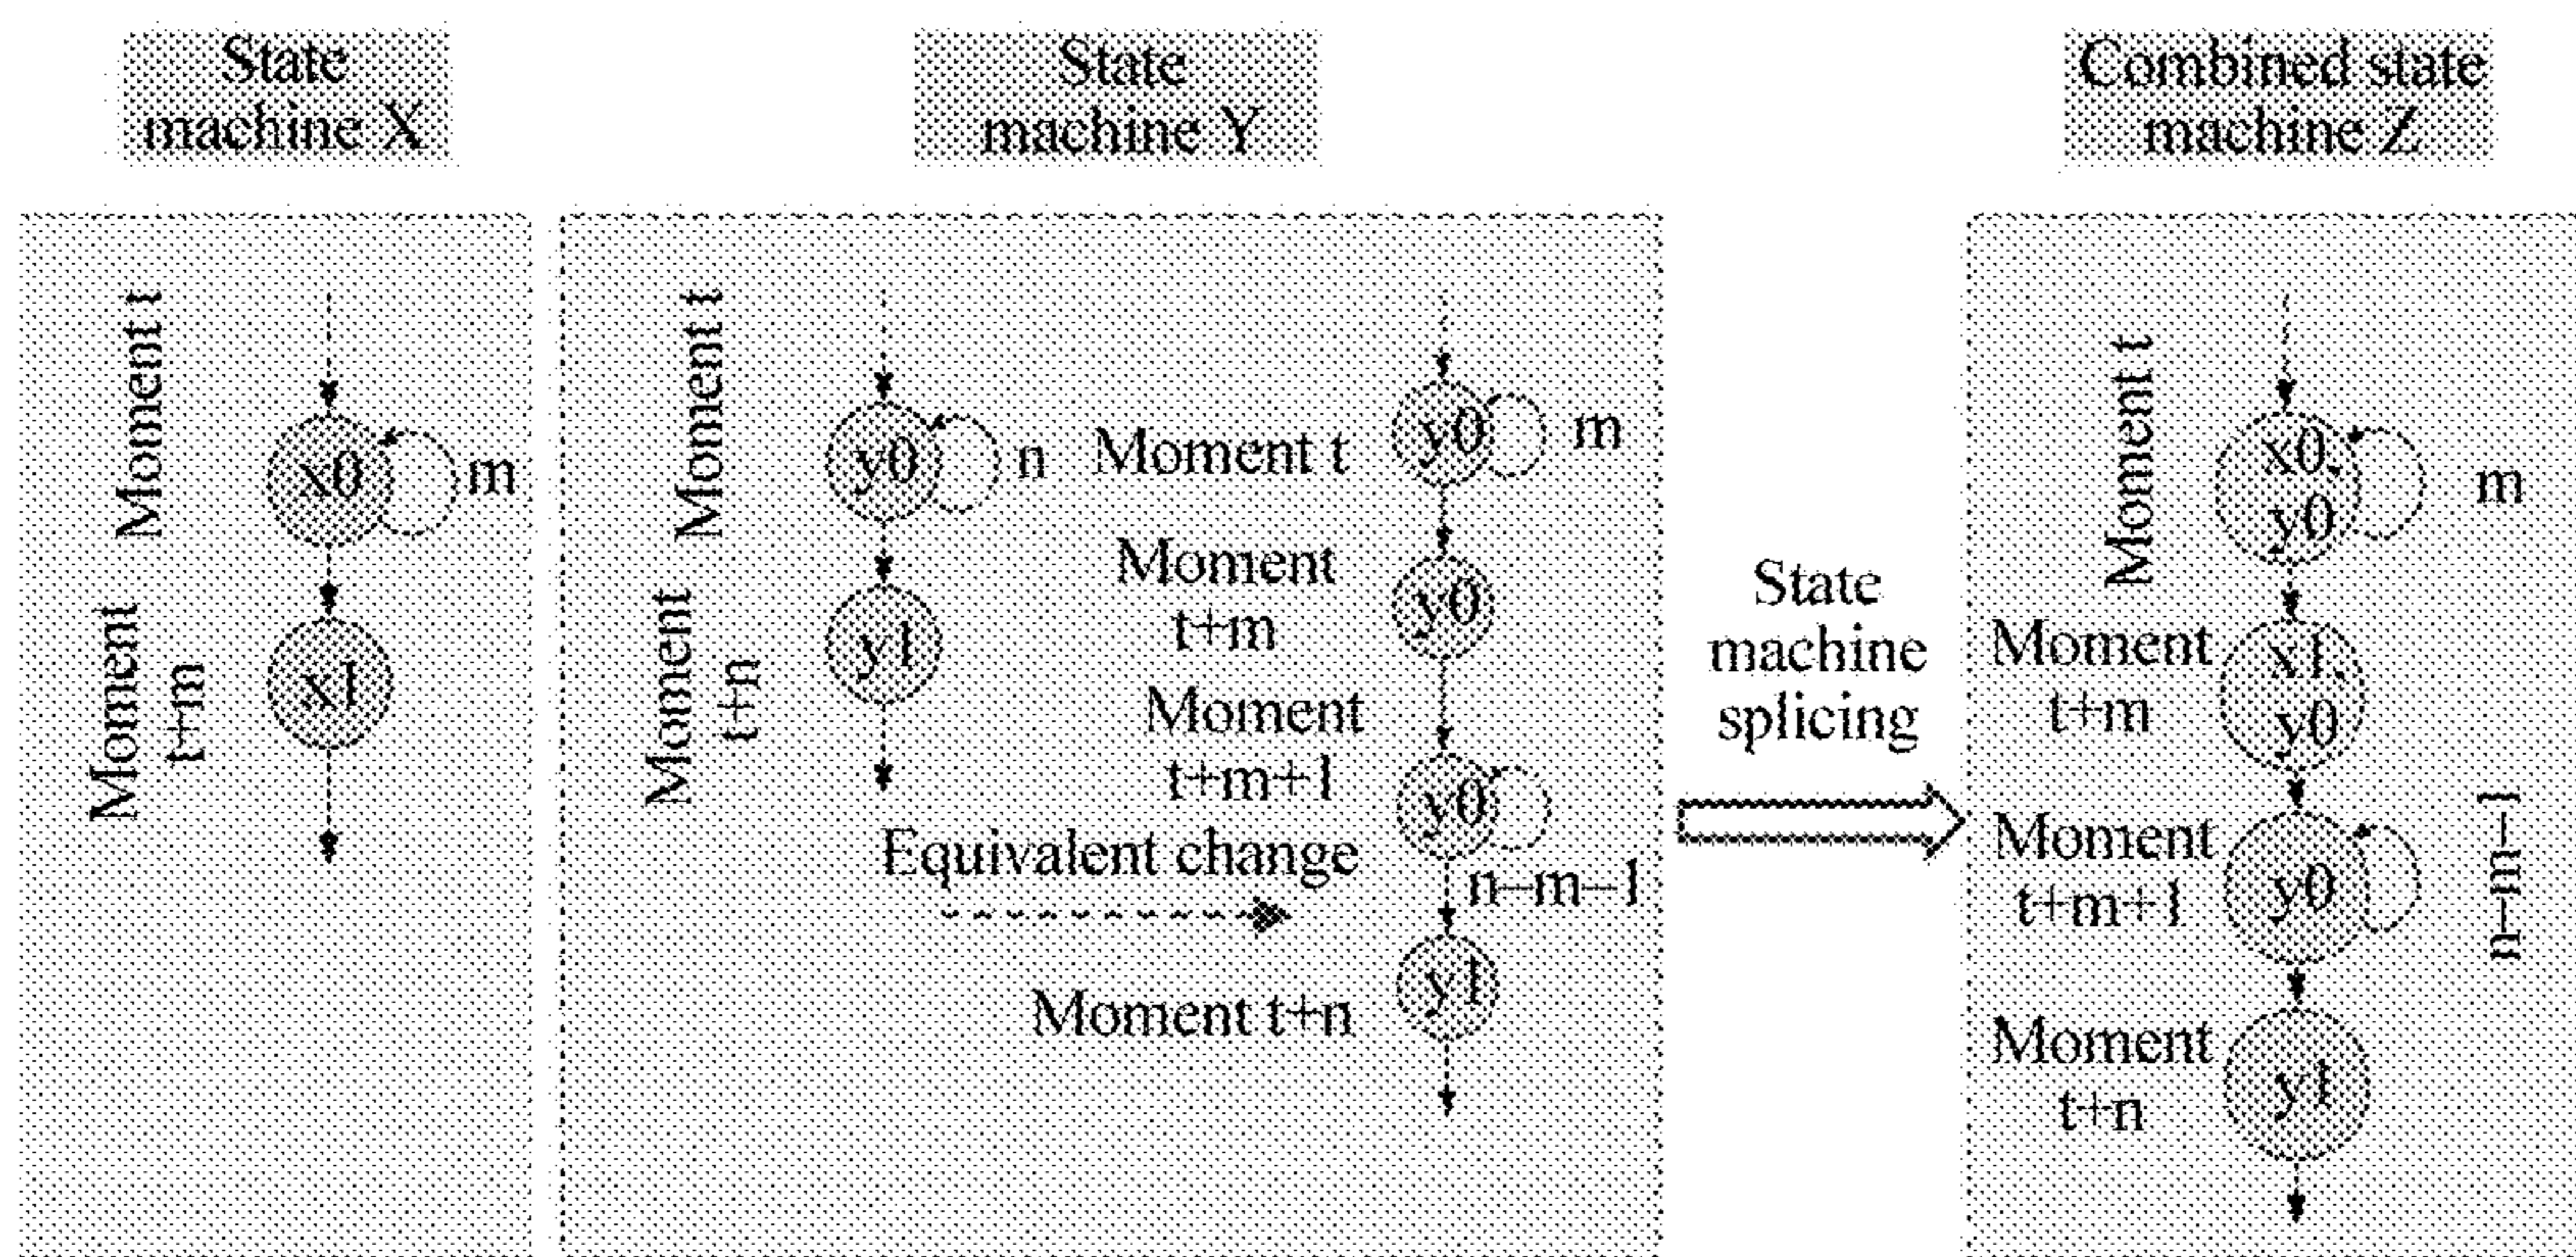 State
machine X
State
machine Y
Combined state
machine Z
Moment t
x0
m
Moment
t+m
x1
Moment t
y0
n
Moment
t+n
y1
Equivalent change
Moment t
y0
m
Moment
t+m
y0
Moment
t+m+1
y0
n–m–1
Moment t+n
y1
State
machine
splicing
Moment t
x0,
y0
m
Moment
t+m
x1,
y0
Moment
t+m+1
y0
n–m–1
Moment
t+n
y1